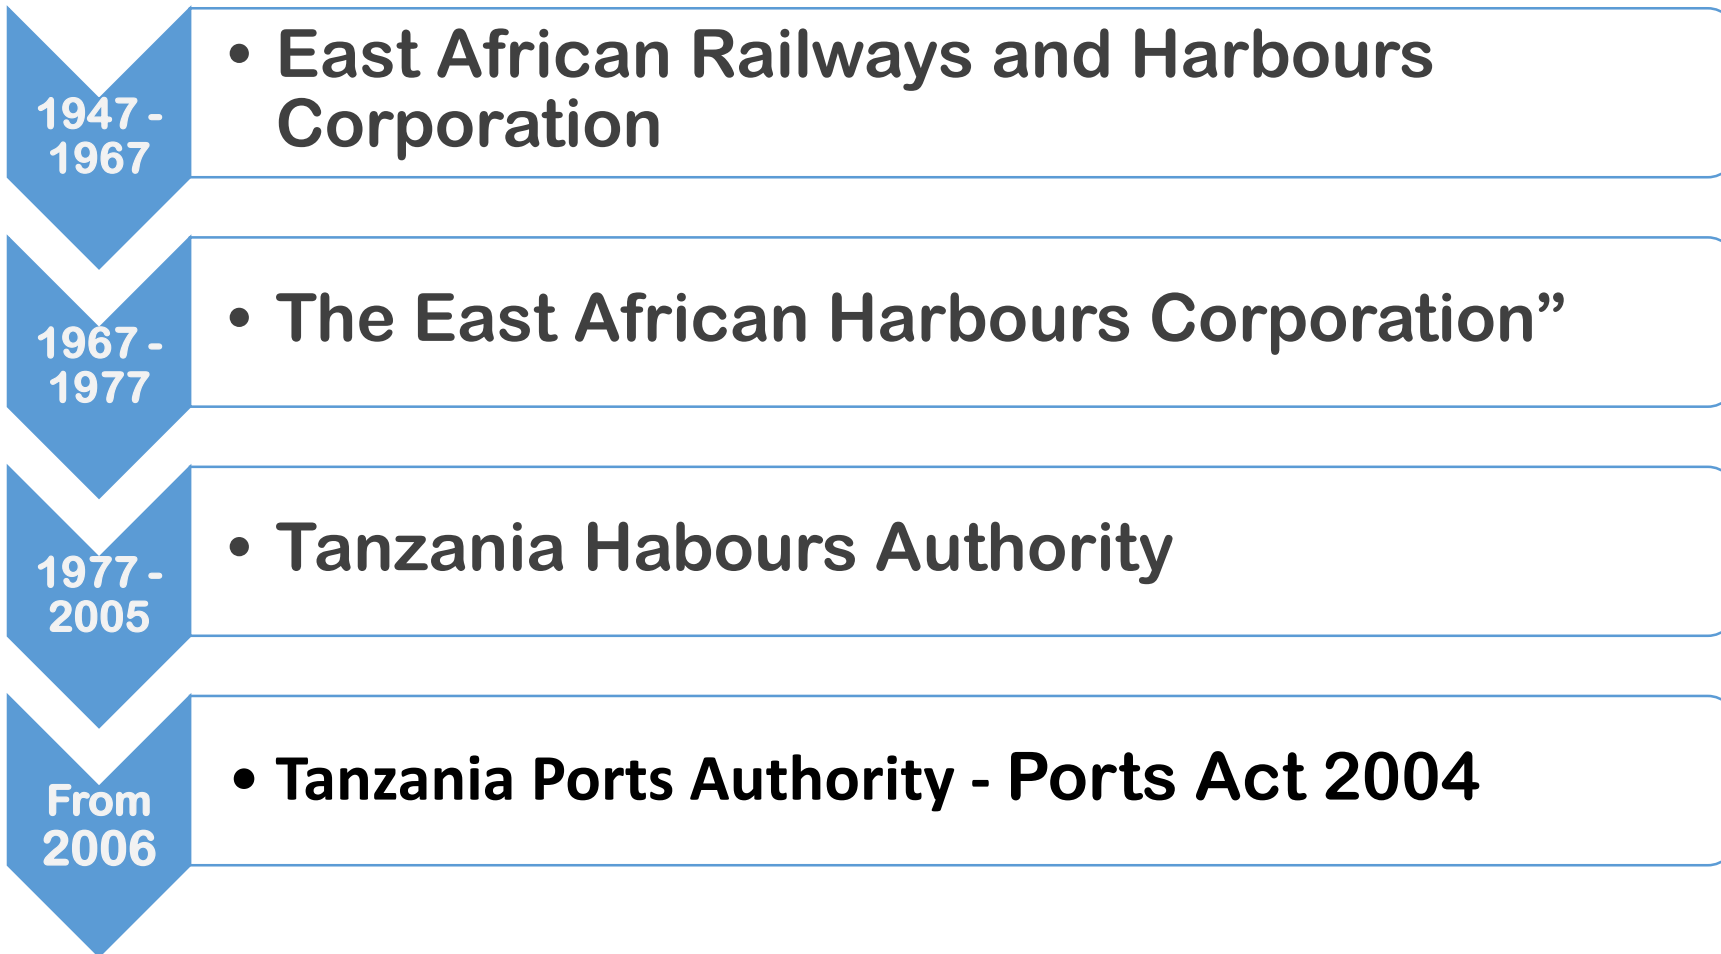 1947 -
1967
• East African Railways and Harbours
Corporation
1967 -
1977
• The East African Harbours Corporation”
1977 -
2005
• Tanzania Habours Authority
From
2006
• Tanzania Ports Authority - Ports Act 2004